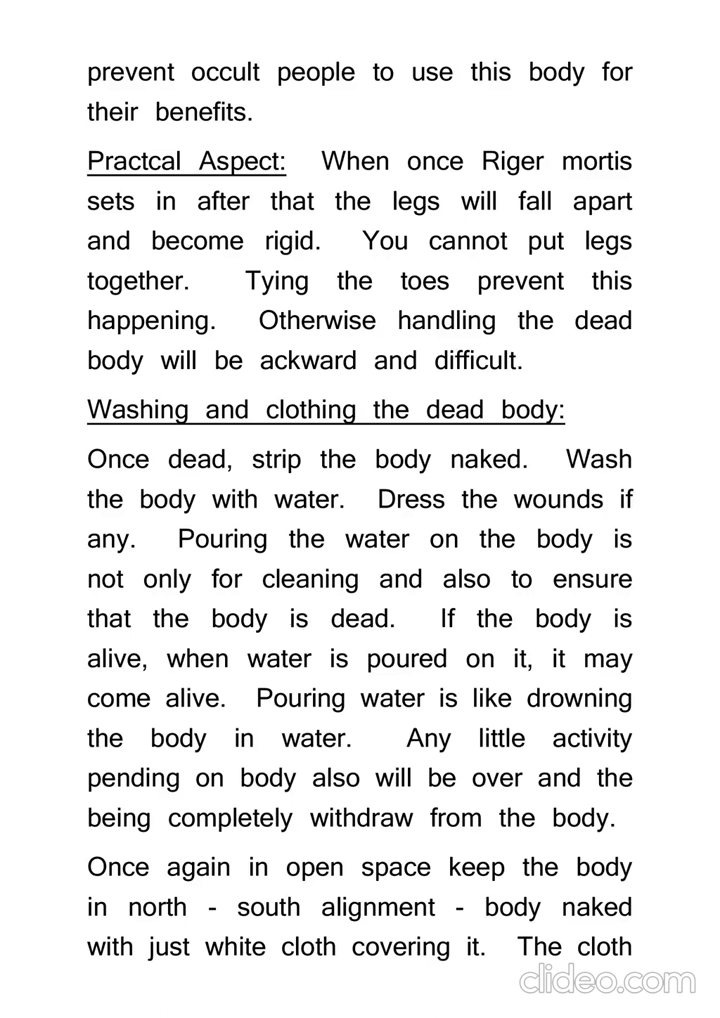 prevent occult people to use this body for
their benefits.
Practcal Aspect: When once Riger mortis
sets in after that the legs will fall apart
and become rigid. You cannot put legs
together. Tying the toes prevent this
happening. Otherwise handling the dead
body will be ackward and difficult.
Washing and clothing the dead body:
Once dead, strip the body naked. Wash
the body with water. Dress the wounds if
any. Pouring the water on the body is
not only for cleaning and also to ensure
that the body is dead. If the body is
alive, when water is poured on it, it may
come alive. Pouring water is like drowning
the body in water. Any little activity
pending on body also will be over and the
being completely withdraw from the body.
Once again in open space keep the body
in north - south alignment - body naked
with just white cloth covering it. The cloth
clideo.com